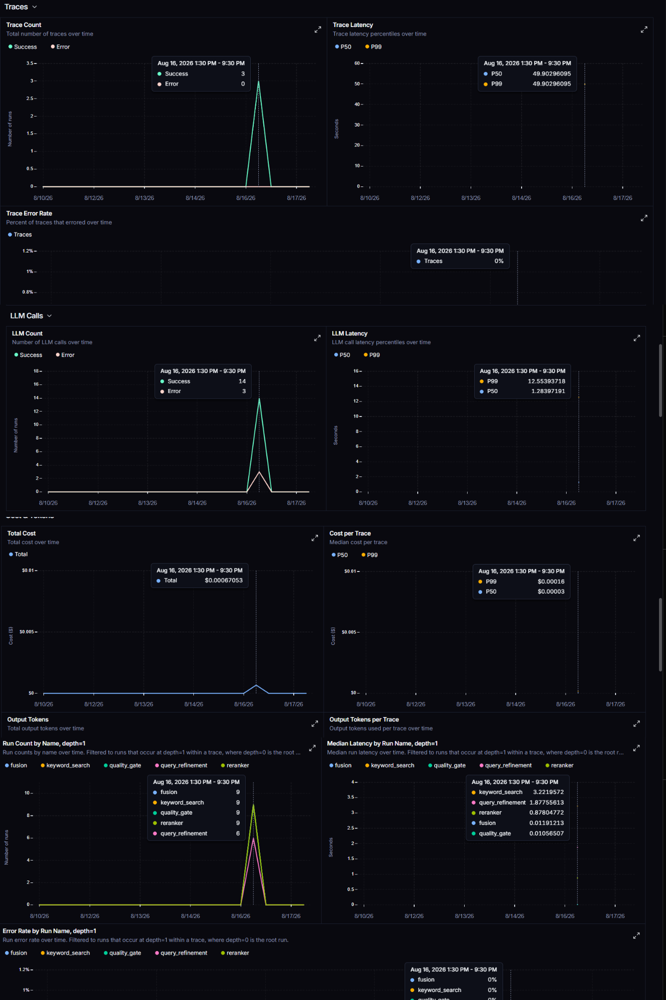 Traces
Trace Count
Total number of traces over time
Success Error
Aug 16, 2026 1:30 PM - 9:30 PM
Success 3
Error 0
3.5
3
2.5
2
1.5
1
0.5
0
Number of runs
8/10/26 8/12/26 8/13/26 8/14/26 8/16/26 8/17/26
Trace Latency
Trace latency percentiles over time
P50 P99
Aug 16, 2026 1:30 PM - 9:30 PM
P50 49.90296095
P99 49.90296095
60
50
40
30
20
10
0
Seconds
8/10/26 8/12/26 8/13/26 8/14/26 8/16/26 8/17/26
Trace Error Rate
Percent of traces that errored over time
Traces
Aug 16, 2026 1:30 PM - 9:30 PM
Traces 0%
1.2%
1%
0.8%
LLM Calls
LLM Count
Number of LLM calls over time
Success Error
Aug 16, 2026 1:30 PM - 9:30 PM
Success 14
Error 3
18
16
14
12
10
8
6
4
2
0
Number of runs
8/10/26 8/12/26 8/13/26 8/14/26 8/16/26 8/17/26
LLM Latency
LLM call latency percentiles over time
P50 P99
Aug 16, 2026 1:30 PM - 9:30 PM
P99 12.55393718
P50 1.28397191
16
14
12
10
8
6
4
2
0
Seconds
8/10/26 8/12/26 8/13/26 8/14/26 8/16/26 8/17/26
Cost & Tokens
Total Cost
Total cost over time
Total
Aug 16, 2026 1:30 PM - 9:30 PM
Total $0.00067053
$0.01
$0.005
$0
Cost ($)
8/10/26 8/12/26 8/13/26 8/14/26 8/16/26 8/17/26
Cost per Trace
Median cost per trace
P50 P99
Aug 16, 2026 1:30 PM - 9:30 PM
P99 $0.00016
P50 $0.00003
$0.01
$0.005
$0
Cost ($)
8/10/26 8/12/26 8/13/26 8/14/26 8/16/26 8/17/26
Output Tokens
Total output tokens over time
Output Tokens per Trace
Output tokens used per trace over time
Run Count by Name, depth=1
Run counts by name over time. Filtered to runs that occur at depth=1 within a trace, where depth=0 is the root ...
fusion keyword_search quality_gate query_refinement reranker
Aug 16, 2026 1:30 PM - 9:30 PM
fusion 9
keyword_search 9
quality_gate 9
reranker 9
query_refinement 6
10
8
6
4
2
0
Number of runs
8/10/26 8/12/26 8/13/26 8/14/26 8/16/26 8/17/26
Median Latency by Run Name, depth=1
Median run latency over time. Filtered to runs that occur at depth=1 within a trace, where depth=0 is the root r...
fusion keyword_search quality_gate query_refinement reranker
Aug 16, 2026 1:30 PM - 9:30 PM
keyword_search 3.2219572
query_refinement 1.87755613
reranker 0.87804772
fusion 0.01191213
quality_gate 0.01056507
4
3.5
3
2.5
2
1.5
1
0.5
0
Seconds
8/10/26 8/12/26 8/13/26 8/14/26 8/16/26 8/17/26
Error Rate by Run Name, depth=1
Run error rate over time. Filtered to runs that occur at depth=1 within a trace, where depth=0 is the root run.
fusion keyword_search quality_gate query_refinement reranker
Aug 16, 2026 1:30 PM - 9:30 PM
fusion 0%
keyword_search 0%
quality_gate 0%
1.2%
1%